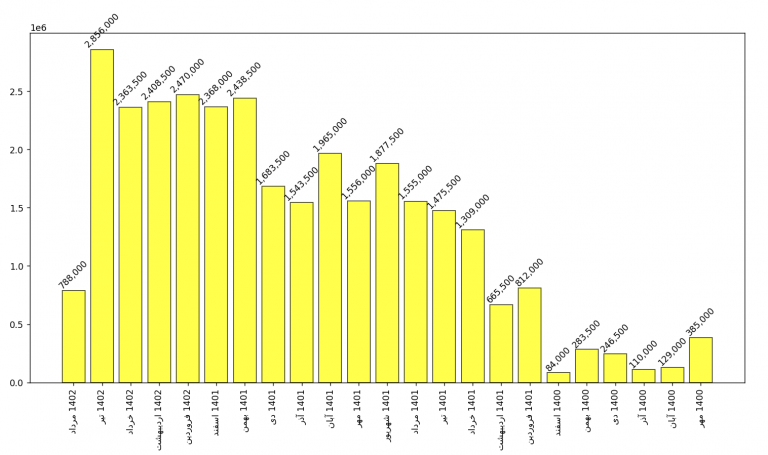 1e6
2.5
2.0
1.5
1.0
0.5
0.0
788,000
2,856,000
2,363,500
2,408,500
2,470,000
2,368,000
2,438,500
1,683,500
1,543,500
1,965,000
1,556,000
1,877,500
1,555,000
1,475,500
1,309,000
665,500
812,000
84,000
283,500
246,500
110,000
129,000
385,000
مرداد 1402
تیر 1402
خرداد 1402
اردیبهشت 1402
فروردین 1402
اسفند 1401
بهمن 1401
دی 1401
آذر 1401
آبان 1401
مهر 1401
شهریور 1401
مرداد 1401
تیر 1401
خرداد 1401
اردیبهشت 1401
فروردین 1401
اسفند 1400
بهمن 1400
دی 1400
آذر 1400
آبان 1400
مهر 1400